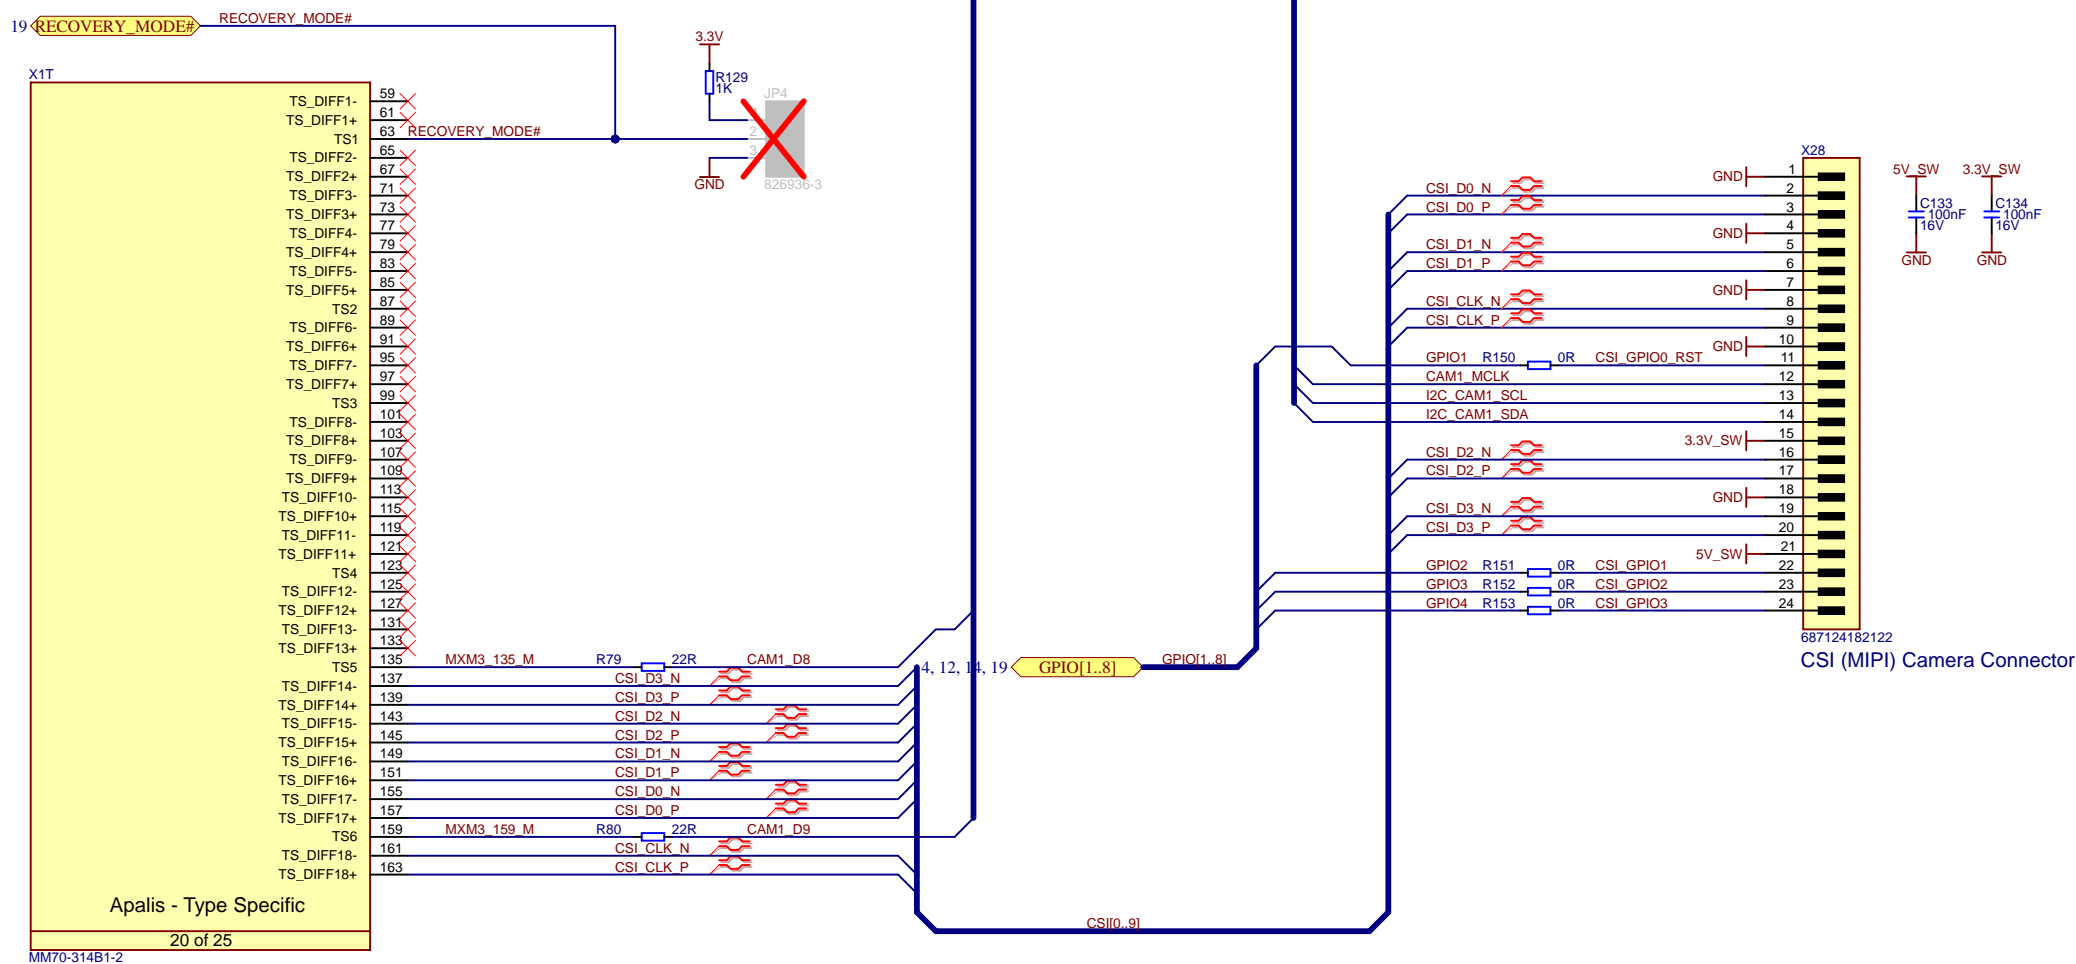 19 RECOVERY_MODE# RECOVERY_MODE#
X1T
TS_DIFF1- 59
TS_DIFF1+ 61
TS1 63 RECOVERY_MODE#
TS_DIFF2- 65
TS_DIFF2+ 67
TS_DIFF3- 71
TS_DIFF3+ 73
TS_DIFF4- 77
TS_DIFF4+ 79
TS_DIFF5- 83
TS_DIFF5+ 85
TS2 87
TS_DIFF6- 89
TS_DIFF6+ 91
TS_DIFF7- 95
TS_DIFF7+ 97
TS3 99
TS_DIFF8- 101
TS_DIFF8+ 103
TS_DIFF9- 107
TS_DIFF9+ 109
TS_DIFF10- 113
TS_DIFF10+ 115
TS_DIFF11- 119
TS_DIFF11+ 121
TS4 123
TS_DIFF12- 125
TS_DIFF12+ 127
TS_DIFF13- 131
TS_DIFF13+ 133
TS5 135 MXM3_135_M R79 22R CAM1_D8
TS_DIFF14- 137 CSI_D3_N
TS_DIFF14+ 139 CSI_D3_P
TS_DIFF15- 143 CSI_D2_N
TS_DIFF15+ 145 CSI_D2_P
TS_DIFF16- 149 CSI_D1_N
TS_DIFF16+ 151 CSI_D1_P
TS_DIFF17- 155 CSI_D0_N
TS_DIFF17+ 157 CSI_D0_P
TS6 159 MXM3_159_M R80 22R CAM1_D9
TS_DIFF18- 161 CSI_CLK_N
TS_DIFF18+ 163 CSI_CLK_P
Apalis - Type Specific
20 of 25
MM70-314B1-2
3.3V
R129
1K
JP4
2
3
826936-3
GND
4, 12, 14, 19 GPIO[1..8] GPIO[1..8]
CSI[0..9]
X28
GND 1
CSI_D0_N 2
CSI_D0_P 3
GND 4
CSI_D1_N 5
CSI_D1_P 6
GND 7
CSI_CLK_N 8
CSI_CLK_P 9
GND 10
GPIO1 R150 0R CSI_GPIO0_RST 11
CAM1_MCLK 12
I2C_CAM1_SCL 13
I2C_CAM1_SDA 14
3.3V_SW 15
CSI_D2_N 16
CSI_D2_P 17
GND 18
CSI_D3_N 19
CSI_D3_P 20
5V_SW 21
GPIO2 R151 0R CSI_GPIO1 22
GPIO3 R152 0R CSI_GPIO2 23
GPIO4 R153 0R CSI_GPIO3 24
687124182122
CSI (MIPI) Camera Connector
5V_SW 3.3V_SW
C133 C134
100nF 100nF
16V 16V
GND GND